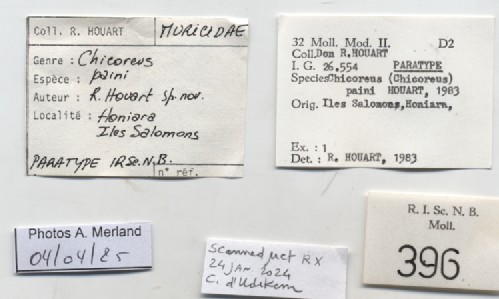 Coll. R. HOUART
MURICIDAE
Genre : Chicoreus
Espèce : paini
Auteur : R. Houart sp. nov.
Localité : Honiara
Iles Salomons
PARATYPE IRSc.N.B.
n° réf.
32 Moll. Mod. II. D2
Coll.Don R.HOUART
I. G. 26,554 PARATYPE
SpeciesChicoreus (Chicoreus)
paini HOUART, 1983
Orig. Iles Salomons,Honiara,
Ex. : 1
Det. : R. HOUART, 1983
Photos A. Merland
04/04/25
Scanned µct RX
24 JAN. 2024
C. d'Udekem
R. I. Sc. N. B.
Moll.
396